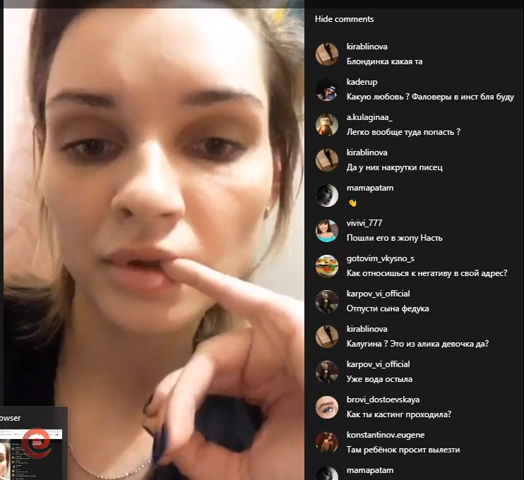 Hide comments
kirablinova
Блондинка какая та
kaderup
Какую любовь ? Фаловеры в инст бля буду
a.kulaginaa_
Легко вообще туда попасть ?
kirablinova
Да у них накрутки писец
mamapatam
👏
vivivi_777
Пошли его в жопу Насть
gotovim_vkysno_s
Как относишься к негативу в свой адрес?
karpov_vi_official
Отпусти сына федука
kirablinova
Калугина ? Это из алика девочка да?
karpov_vi_official
Уже вода остыла
brovi_dostoevskaya
Как ты кастинг проходила?
konstantinov.eugene
Там ребёнок просит вылезти
mamapatam
owser